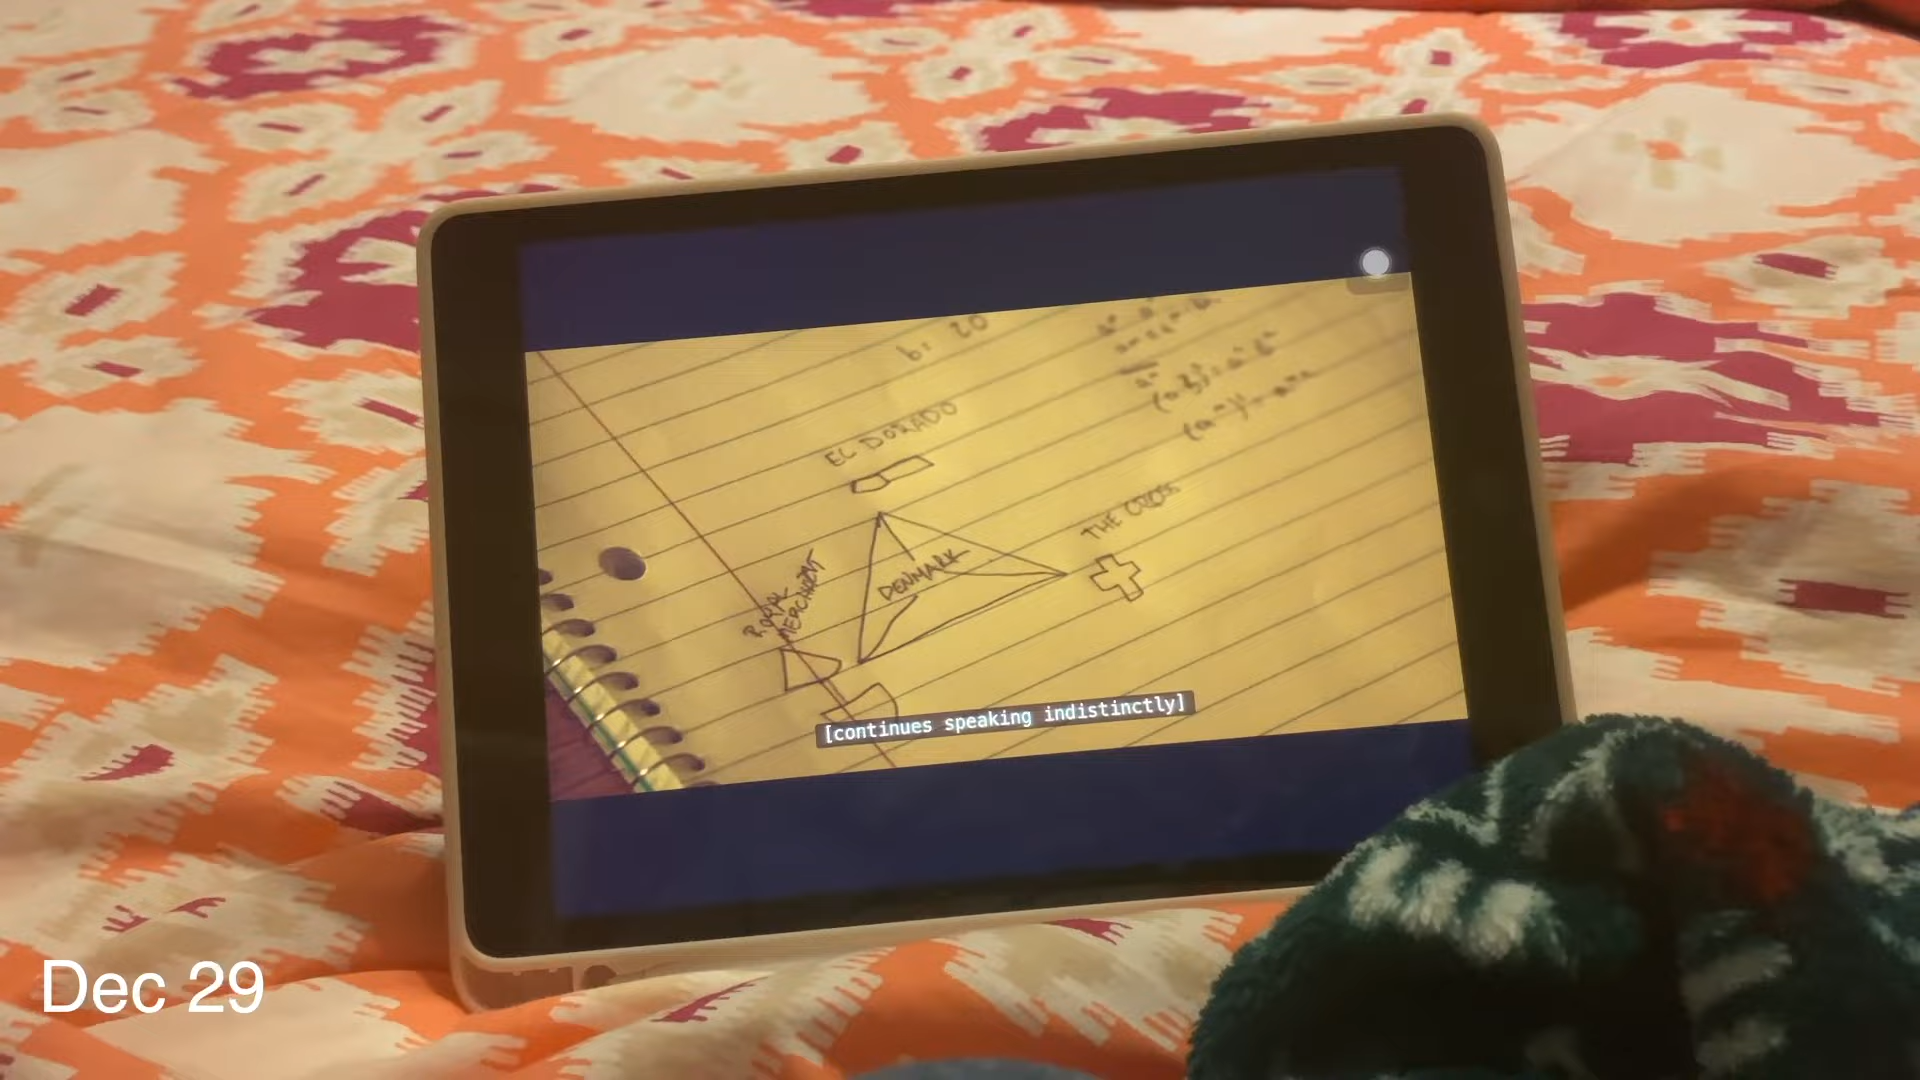 b: 20
EL DORADO
THE CROSS
ROYAL
MERCHANT
DENMARK
[continues speaking indistinctly]
Dec 29